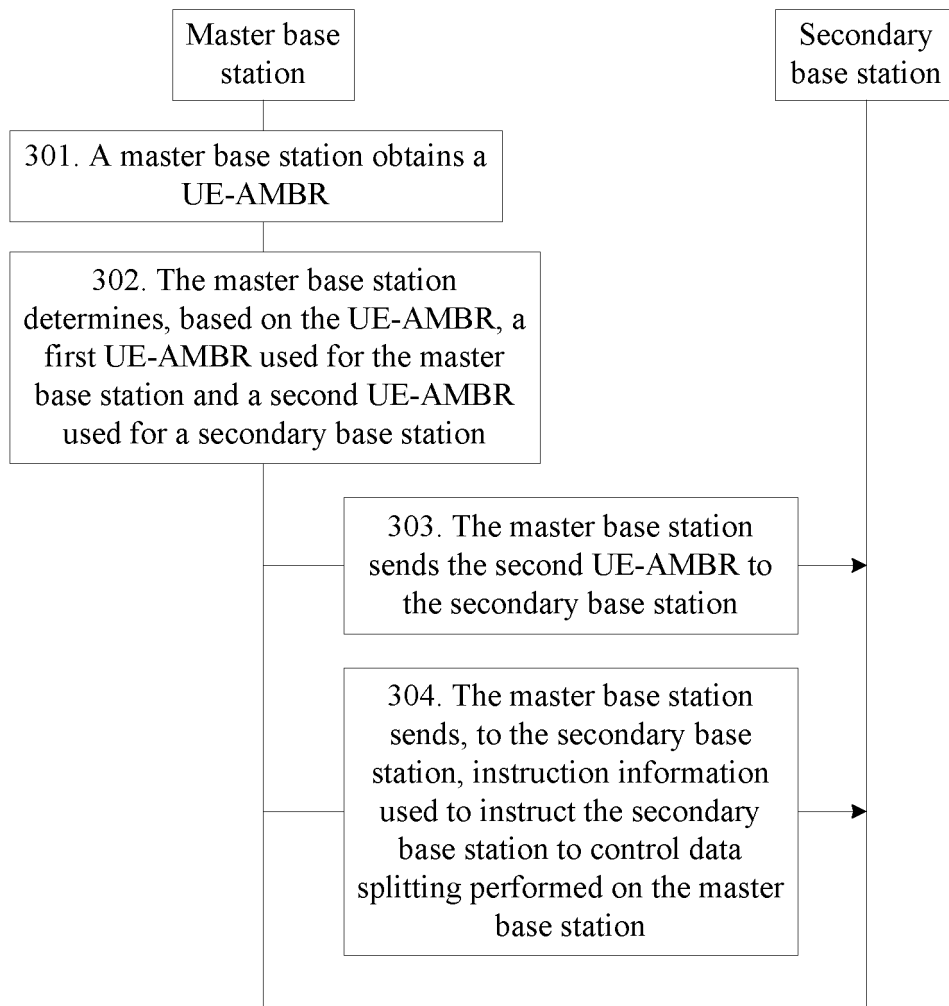 Master base
station
Secondary
base station
301. A master base station obtains a
UE-AMBR
302. The master base station
determines, based on the UE-AMBR, a
first UE-AMBR used for the master
base station and a second UE-AMBR
used for a secondary base station
303. The master base station
sends the second UE-AMBR to
the secondary base station
304. The master base station
sends, to the secondary base
station, instruction information
used to instruct the secondary
base station to control data
splitting performed on the master
base station